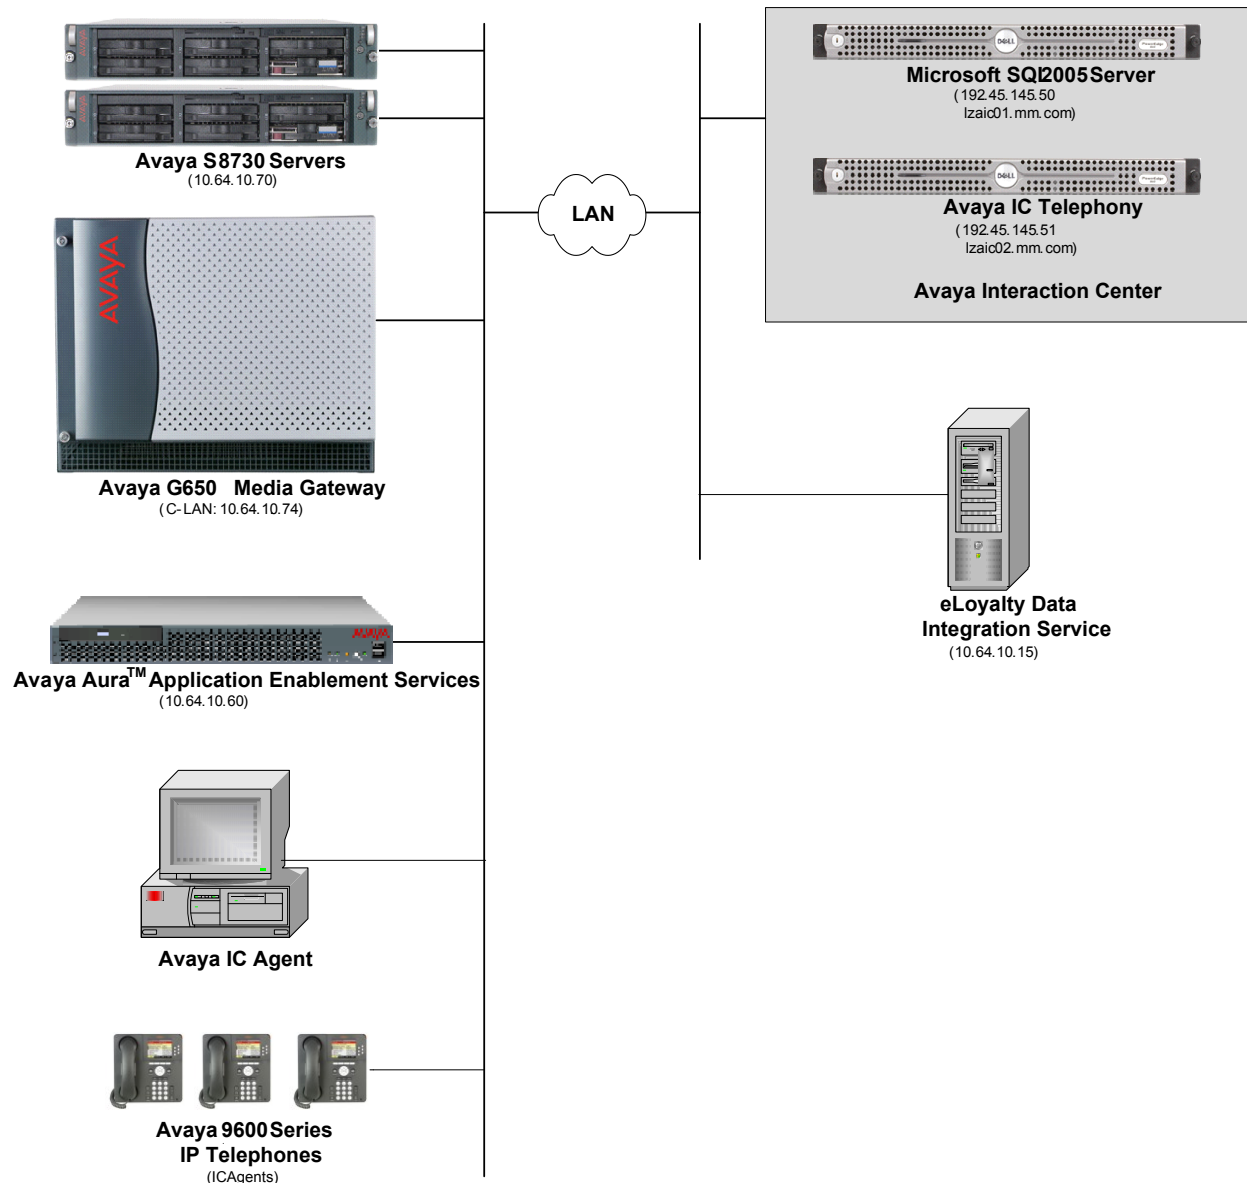 Avaya S8730 Servers
(10.64.10.70)
AVAYA
Avaya G650 Media Gateway
(C-LAN: 10.64.10.74)
AVAYA
Avaya Aura™ Application Enablement Services
(10.64.10.60)
Avaya IC Agent
Avaya 9600 Series
IP Telephones
(ICAgents)
LAN
DELL
Microsoft SQl2005 Server
(192.45.145.50
lzaic01.mm.com)
DELL
Avaya IC Telephony
(192.45.145.51
lzaic02.mm.com)
Avaya Interaction Center
eLoyalty Data
Integration Service
(10.64.10.15)